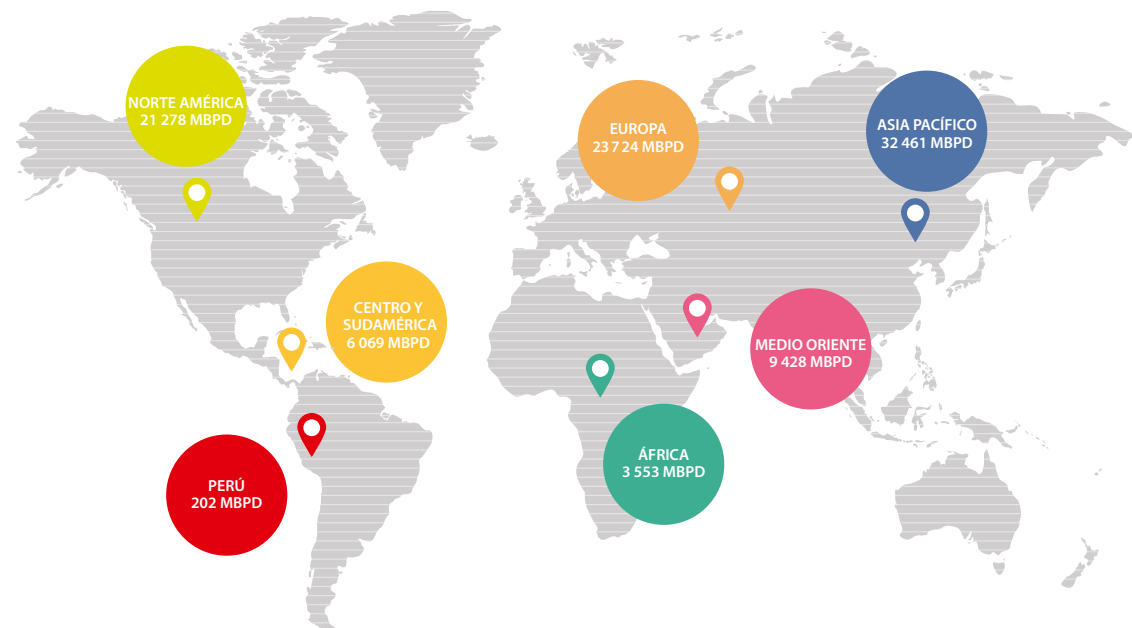 NORTE AMÉRICA
21 278 MBPD
EUROPA
23 724 MBPD
ASIA PACÍFICO
32 461 MBPD
CENTRO Y
SUDAMÉRICA
6 069 MBPD
MEDIO ORIENTE
9 428 MBPD
ÁFRICA
3 553 MBPD
PERÚ
202 MBPD